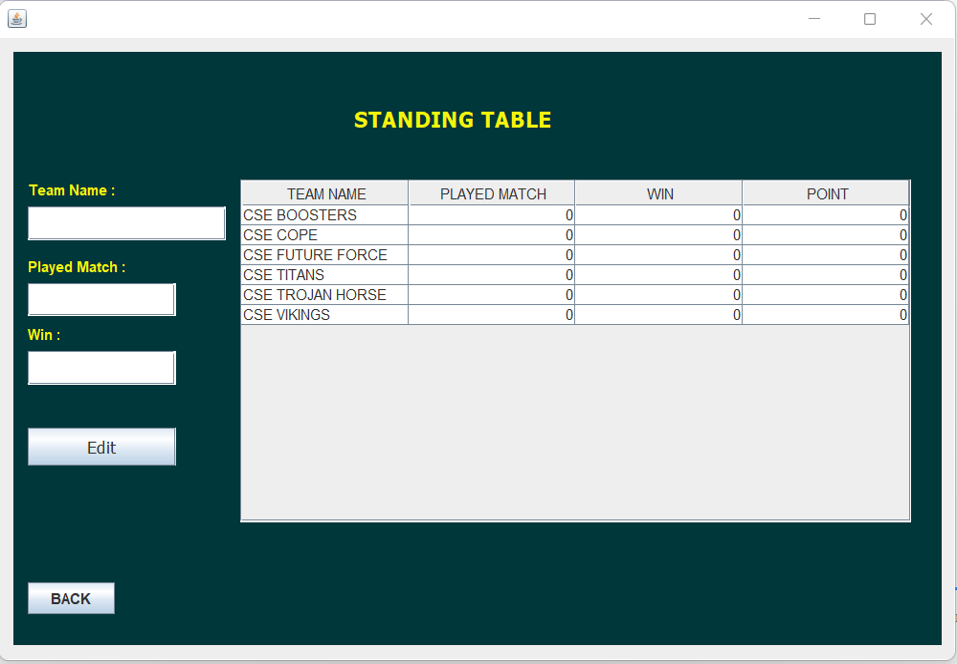 STANDING TABLE
Team Name :
Played Match :
Win :
Edit
BACK
TEAM NAME PLAYED MATCH WIN POINT
CSE BOOSTERS 0 0 0
CSE COPE 0 0 0
CSE FUTURE FORCE 0 0 0
CSE TITANS 0 0 0
CSE TROJAN HORSE 0 0 0
CSE VIKINGS 0 0 0